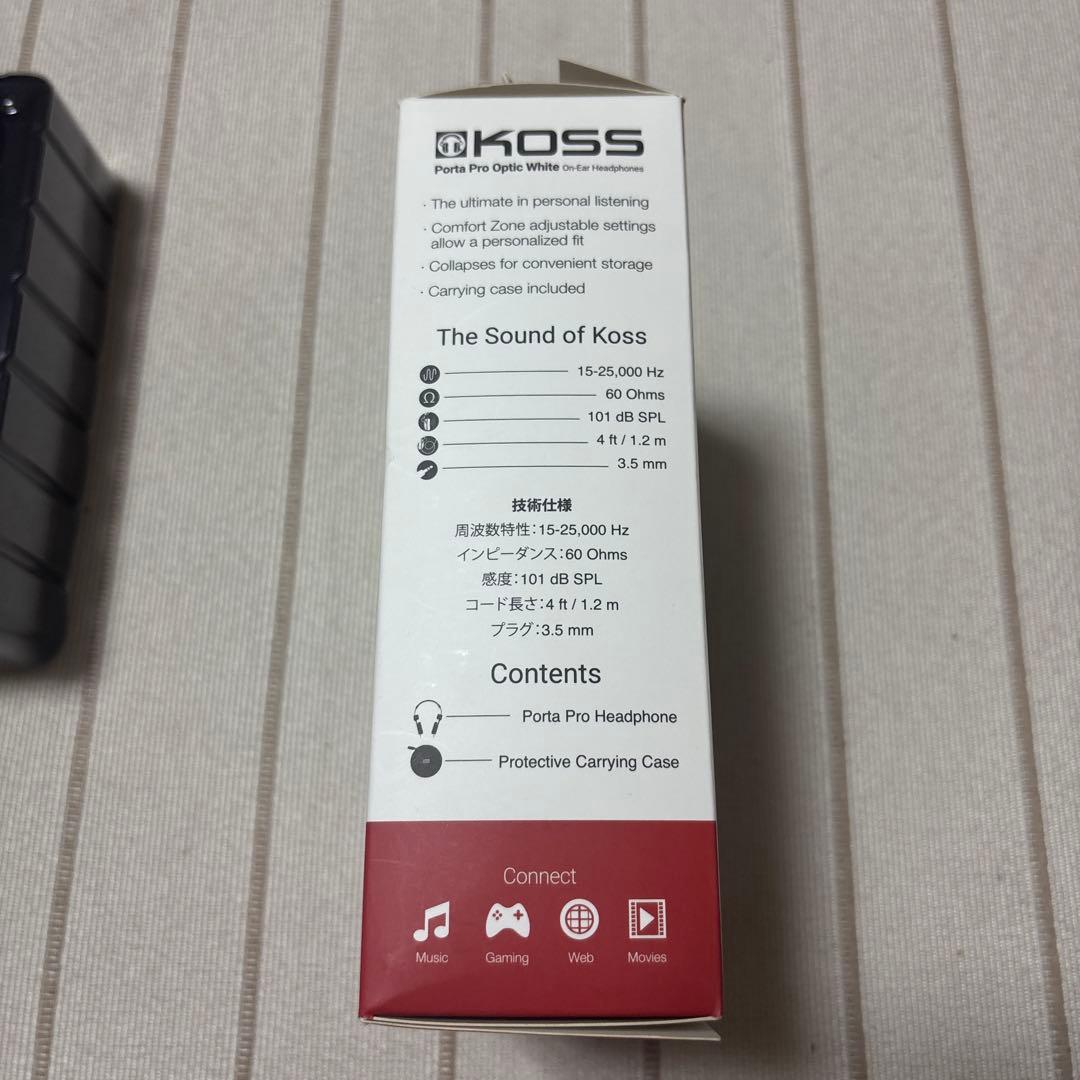 KOSS
Porta Pro Optic White On-Ear Headphones
· The ultimate in personal listening
· Comfort Zone adjustable settings
allow a personalized fit
· Collapses for convenient storage
· Carrying case included
The Sound of Koss
15-25,000 Hz
Ω 60 Ohms
101 dB SPL
4 ft / 1.2 m
3.5 mm
技術仕様
周波数特性：15-25,000 Hz
インピーダンス：60 Ohms
感度：101 dB SPL
コード長さ：4 ft / 1.2 m
プラグ：3.5 mm
Contents
Porta Pro Headphone
Protective Carrying Case
Connect
Music Gaming Web Movies